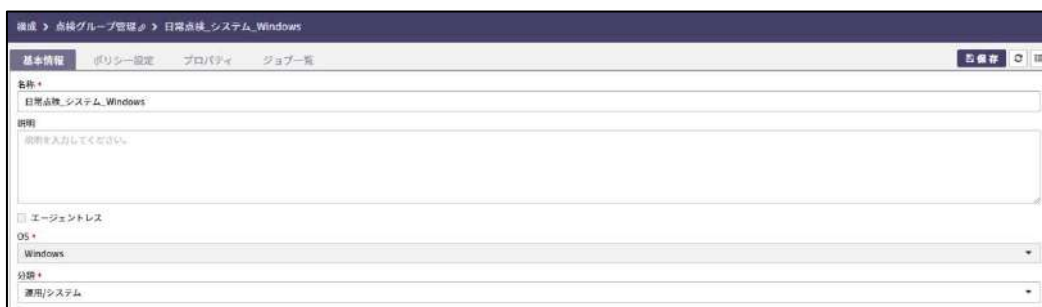 構成 > 点検グループ管理 > 日常点検_システム_Windows
基本情報 ポリシー設定 プロパティ ジョブ一覧 保存
名称 *
日常点検_システム_Windows
説明
説明を入力してください。
エージェントレス
OS *
Windows
分類 *
運用/システム